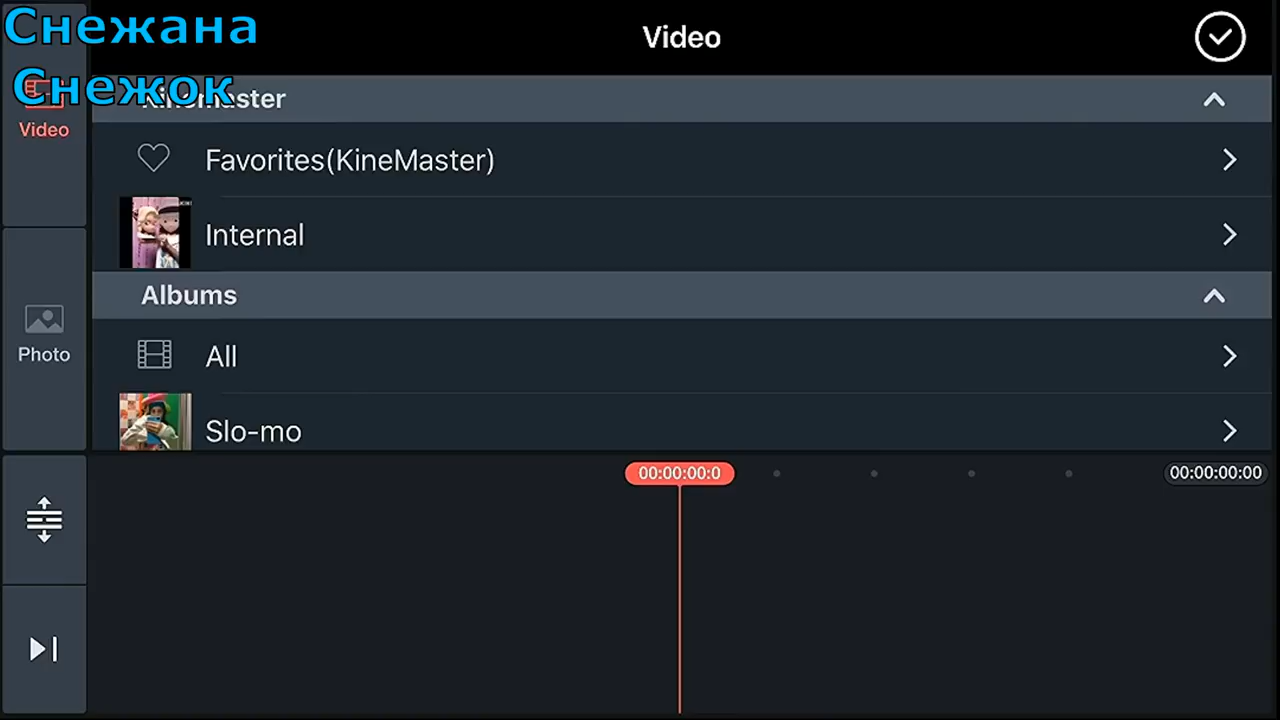 Снежана
Снежок
Video
Video
Kinemaster
Favorites(KineMaster)
Internal
Albums
All
Photo
Slo-mo
00:00:00:0
00:00:00:00